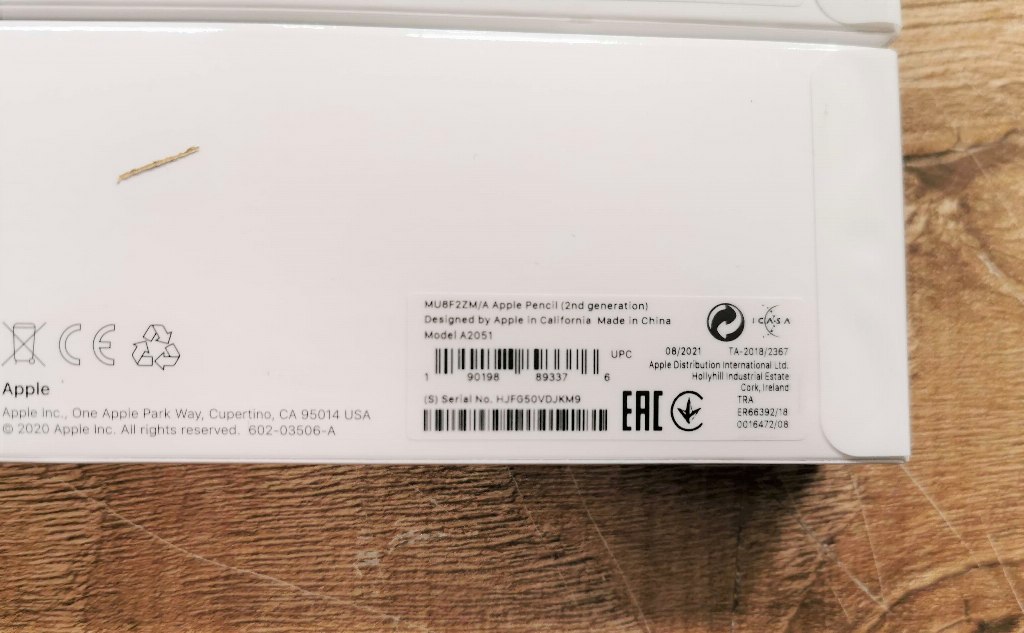 MU8F2ZM/A Apple Pencil (2nd generation)
Designed by Apple in California Made in China
Model A2051
UPC
1 90198 89337 6
(S) Serial No. HJFG50VDJKM9
EAC
ICASA
08/2021 TA-2018/2367
Apple Distribution International Ltd.
Hollyhill Industrial Estate
Cork, Ireland
TRA
ER66392/18
0016472/08
CE
Apple
Apple Inc., One Apple Park Way, Cupertino, CA 95014 USA
© 2020 Apple Inc. All rights reserved. 602-03506-A